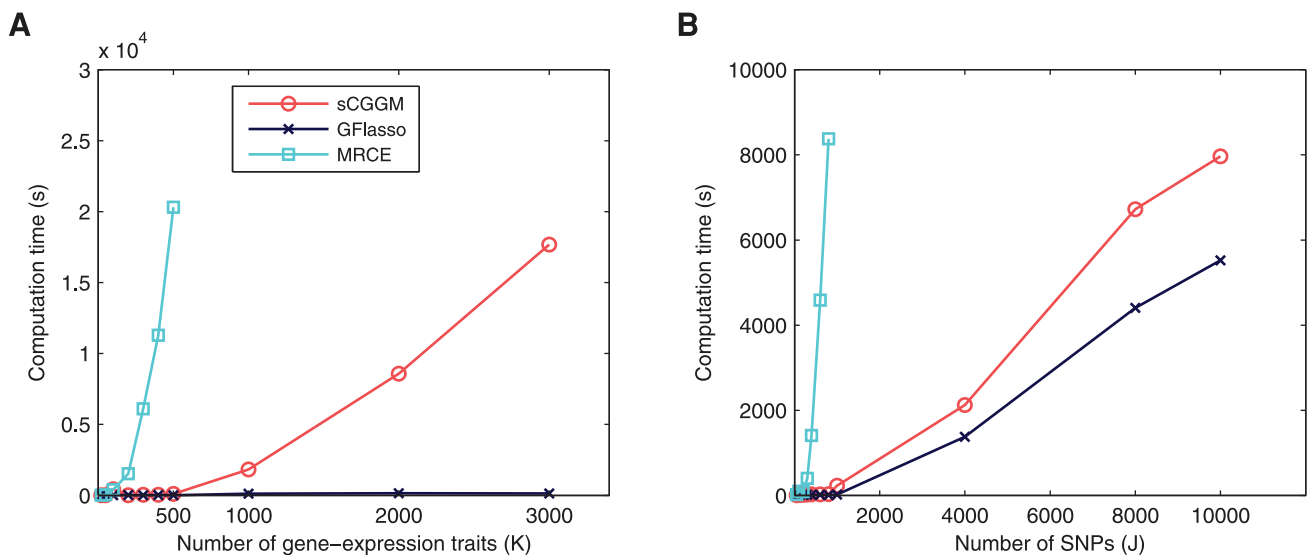 A
x 10^4
3
2.5
2
1.5
1
0.5
0
500
1000
2000
3000
Computation time (s)
Number of gene−expression traits (K)
sCGGM
GFlasso
MRCE
B
10000
8000
6000
4000
2000
0
2000
4000
6000
8000
10000
Computation time (s)
Number of SNPs (J)